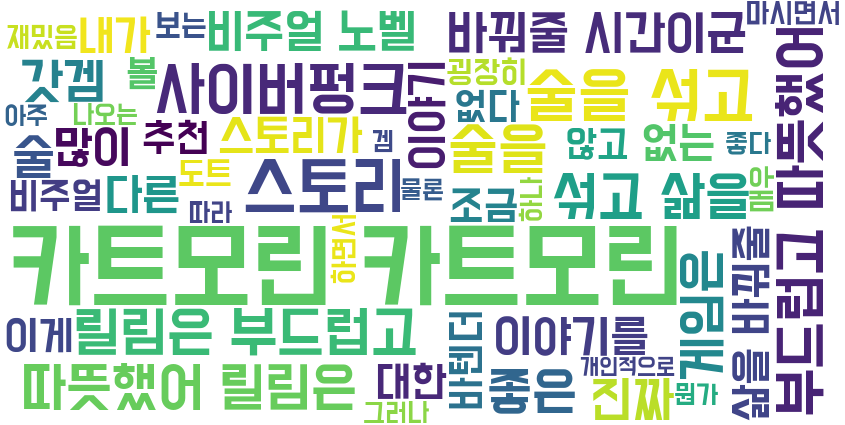 마시면서
재밌음
내가
보는
비주얼 노벨
바꿔줄 시간이군
갓겜
볼
사이버펑크
이야기
굉장히
술을 섞고
따뜻했어
아주
나오는
없다
술
많이
추천
스토리가
겜
술을
않고
없는
좋다
비주얼
다른
도트
스토리
물론
조금
하나
섞고 삶을
아
봄
따라
카트모린 카트모린
하면서
게임은
삶을 바꿔줄
부드럽고
이게
릴림은 부드럽고
바텐더
이야기를
따뜻했어 릴림은
대한
좋은
개인적으로
진짜
뭔가
그러나